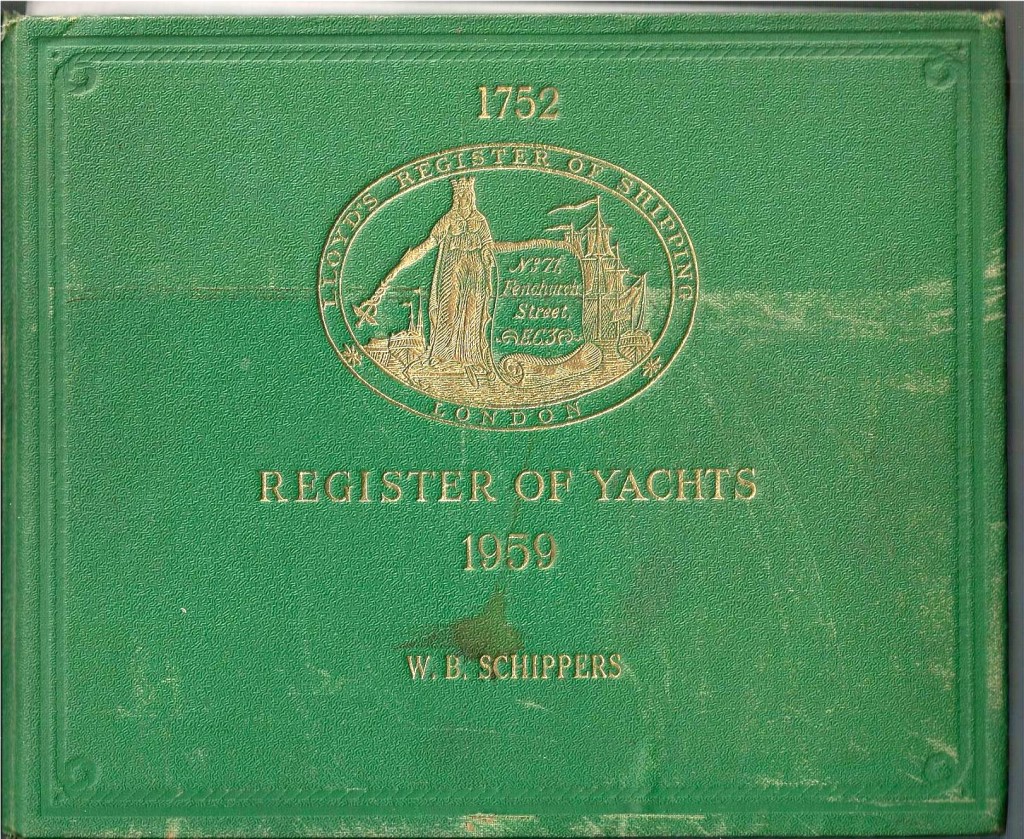 1752
LLOYD'S REGISTER OF SHIPPING
No 71,
Fenchurch
Street,
E.C.3
LONDON
REGISTER OF YACHTS
1959
W. B. SCHIPPERS